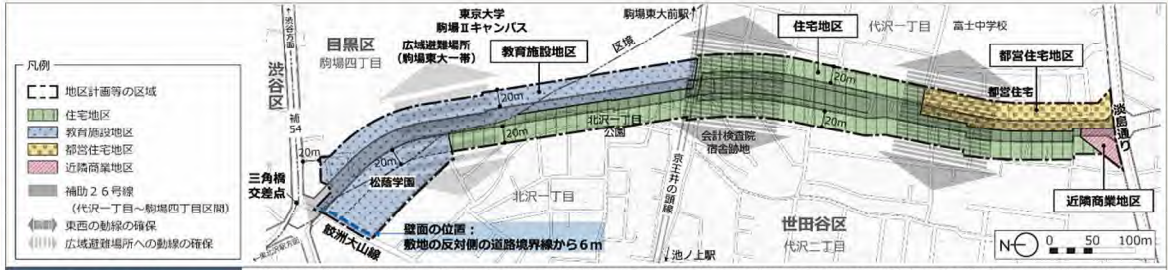 凡例
地区計画等の区域
住宅地区
教育施設地区
都営住宅地区
近隣商業地区
補助26号線
(代沢一丁目~駒場四丁目区間)
東西の動線の確保
広域避難場所への動線の確保
渋谷方面
渋谷区
補54
目黒区
駒場四丁目
東京大学
駒場Ⅱキャンパス
広域避難場所
(駒場東大一帯)
教育施設地区
区境
駒場東大前駅
住宅地区
代沢一丁目
富士中学校
都営住宅地区
都営住宅
淡島通り
20m
20m
20m
20m
20m
20m
北沢一丁目
公園
会計検査院
宿舎跡地
京王井の頭線
三角橋
交差点
松蔭学園
北沢一丁目
世田谷区
代沢二丁目
近隣商業地区
鮫洲大山線
壁面の位置:
敷地の反対側の道路境界線から6m
池ノ上駅
N
0 50 100m